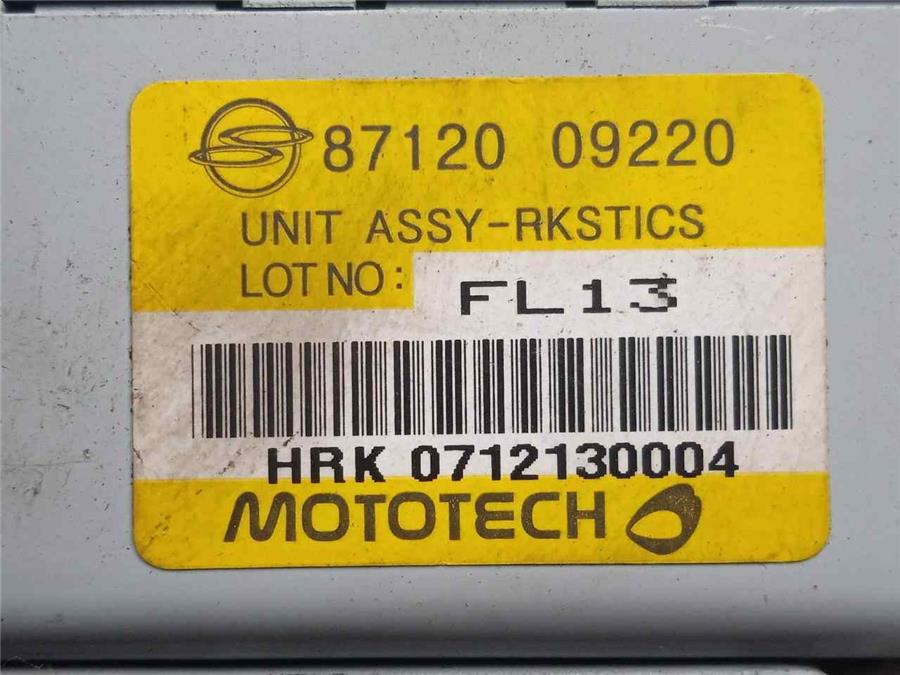 87120 09220
UNIT ASSY-RKSTICS
LOT NO: FL13
HRK 0712130004
MOTOTECH